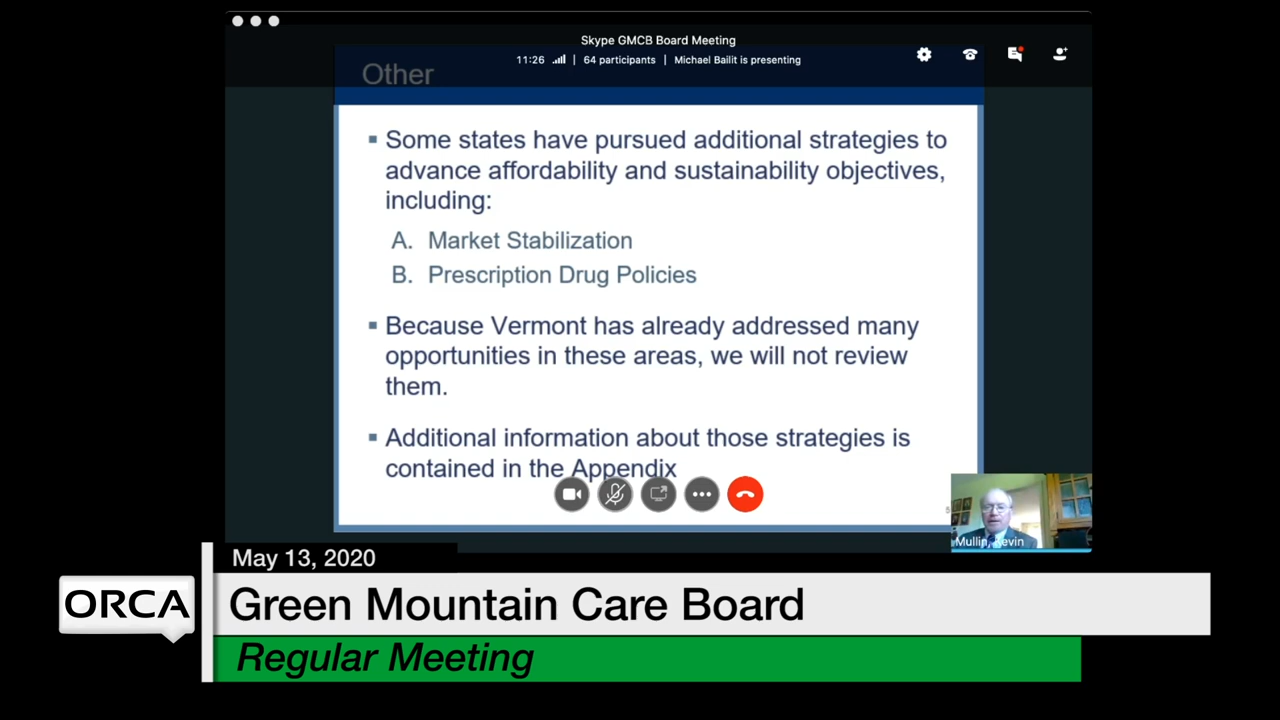 Skype GMCB Board Meeting
11:26 | 64 participants | Michael Bailit is presenting
Other
Some states have pursued additional strategies to
advance affordability and sustainability objectives,
including:
A. Market Stabilization
B. Prescription Drug Policies
Because Vermont has already addressed many
opportunities in these areas, we will not review
them.
Additional information about those strategies is
contained in the Appendix
Mullin, Kevin
May 13, 2020
ORCA
Green Mountain Care Board
Regular Meeting